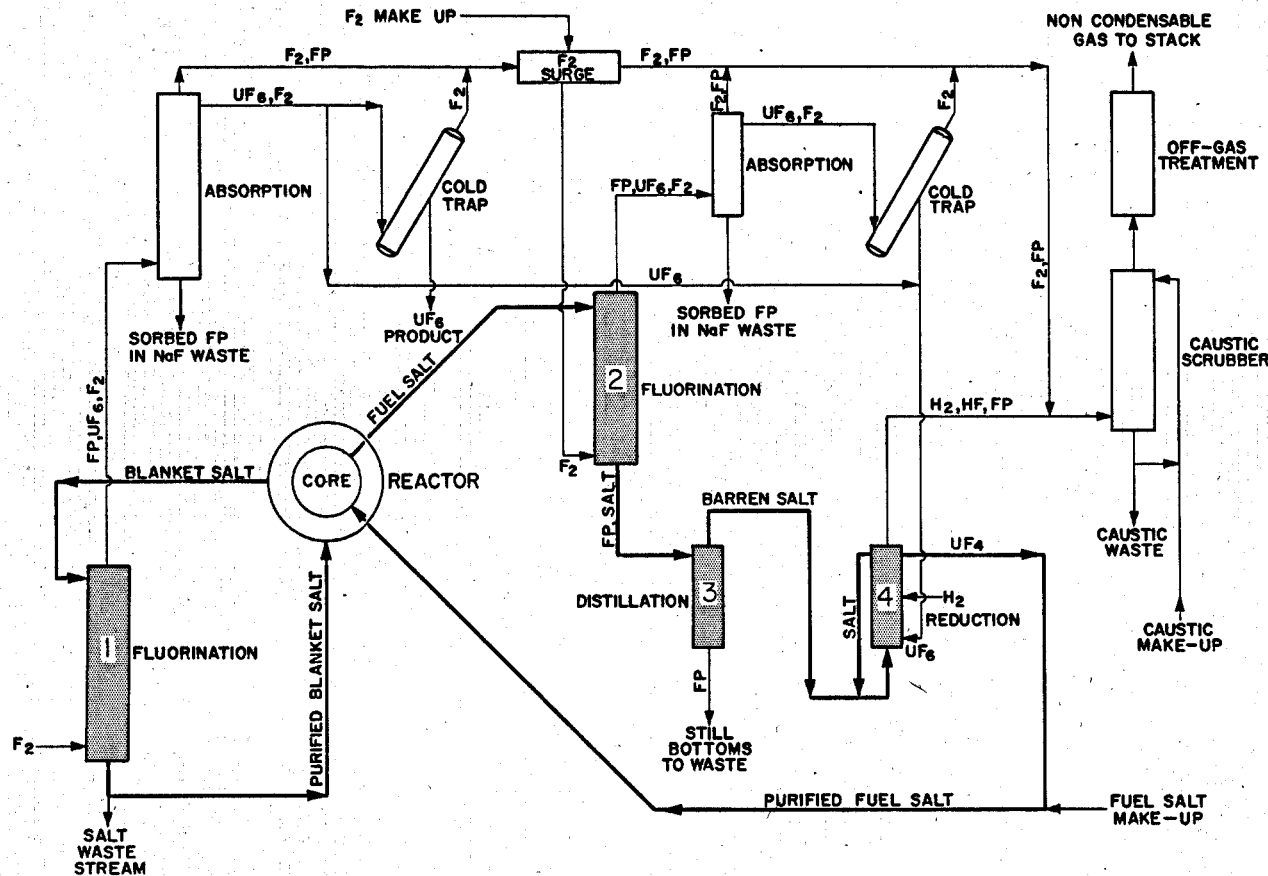 F₂ MAKE UP
NON CONDENSABLE
GAS TO STACK
F₂,FP
F₂
SURGE
F₂,FP
UF₆,F₂
F₂
F₂,FP
UF₆,F₂
F₂
ABSORPTION
COLD
TRAP
FP,UF₆,F₂
ABSORPTION
COLD
TRAP
OFF-GAS
TREATMENT
UF₆
F₂,FP
SORBED FP
IN NaF WASTE
UF₆
PRODUCT
SORBED FP
IN NaF WASTE
CAUSTIC
SCRUBBER
FP,UF₆,F₂
FUEL SALT
2
FLUORINATION
H₂,HF,FP
BLANKET SALT
CORE
REACTOR
F₂
FP, SALT
BARREN SALT
CAUSTIC
WASTE
UF₄
DISTILLATION
3
SALT
4
H₂
REDUCTION
UF₆
CAUSTIC
MAKE-UP
1
FLUORINATION
PURIFIED BLANKET SALT
FP
F₂
STILL
BOTTOMS
TO WASTE
PURIFIED FUEL SALT
FUEL SALT
MAKE-UP
SALT
WASTE
STREAM